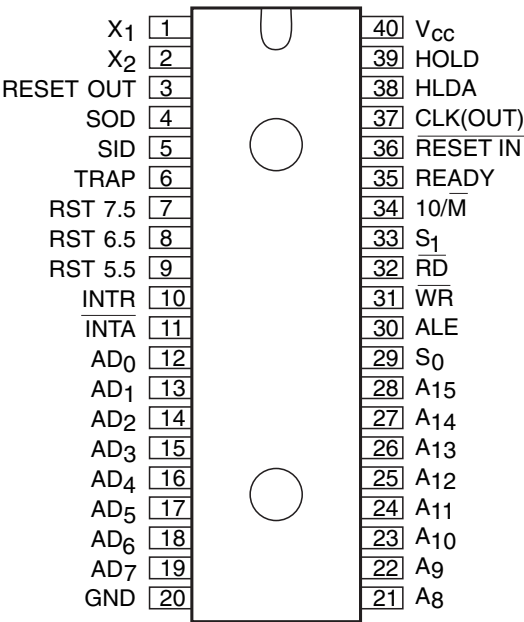 X1 1 40 VCC
X2 2 39 HOLD
RESET OUT 3 38 HLDA
SOD 4 37 CLK(OUT)
SID 5 36 RESET IN
TRAP 6 35 READY
RST 7.5 7 34 10/M
RST 6.5 8 33 S1
RST 5.5 9 32 RD
INTR 10 31 WR
INTA 11 30 ALE
AD0 12 29 S0
AD1 13 28 A15
AD2 14 27 A14
AD3 15 26 A13
AD4 16 25 A12
AD5 17 24 A11
AD6 18 23 A10
AD7 19 22 A9
GND 20 21 A8